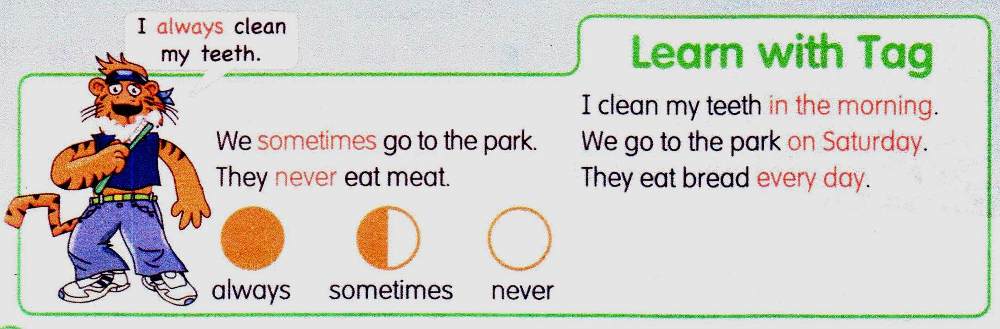 I always clean
my teeth.
Learn with Tag
We sometimes go to the park.
They never eat meat.
I clean my teeth in the morning.
We go to the park on Saturday.
They eat bread every day.
always
sometimes
never